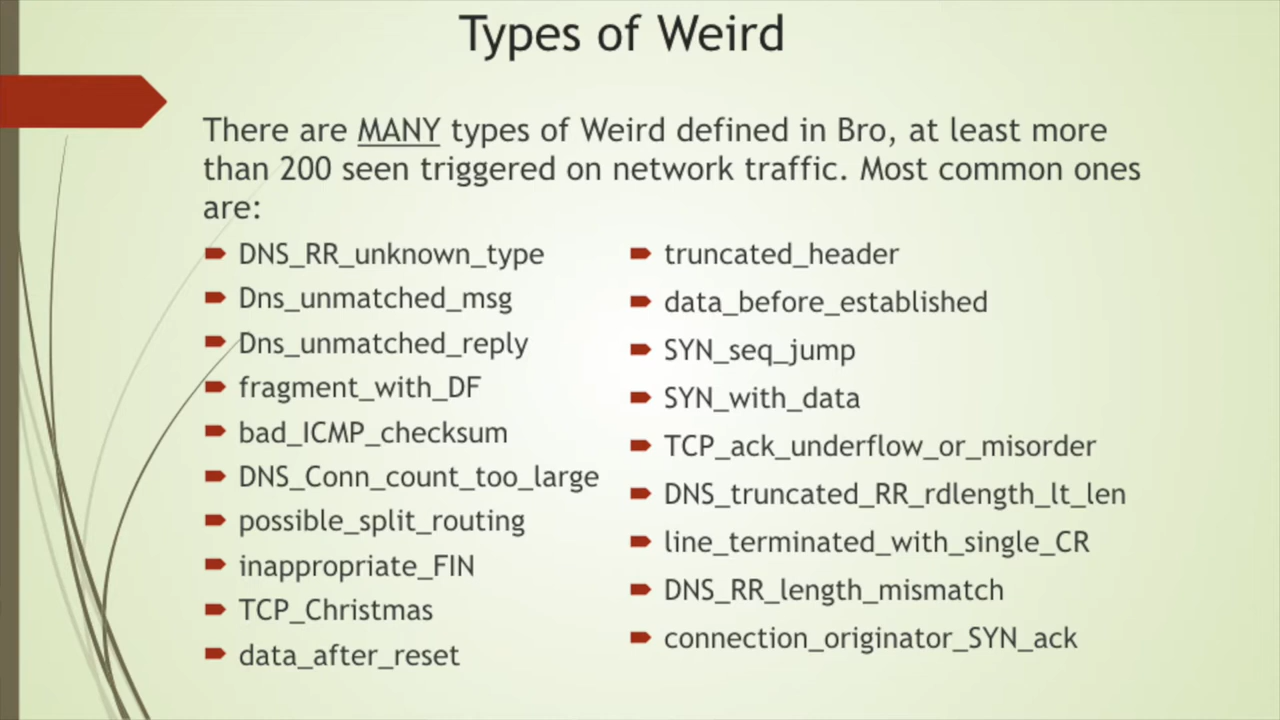 Types of Weird
There are MANY types of Weird defined in Bro, at least more
than 200 seen triggered on network traffic. Most common ones
are:
DNS_RR_unknown_type
Dns_unmatched_msg
Dns_unmatched_reply
fragment_with_DF
bad_ICMP_checksum
DNS_Conn_count_too_large
possible_split_routing
inappropriate_FIN
TCP_Christmas
data_after_reset
truncated_header
data_before_established
SYN_seq_jump
SYN_with_data
TCP_ack_underflow_or_misorder
DNS_truncated_RR_rdlength_lt_len
line_terminated_with_single_CR
DNS_RR_length_mismatch
connection_originator_SYN_ack